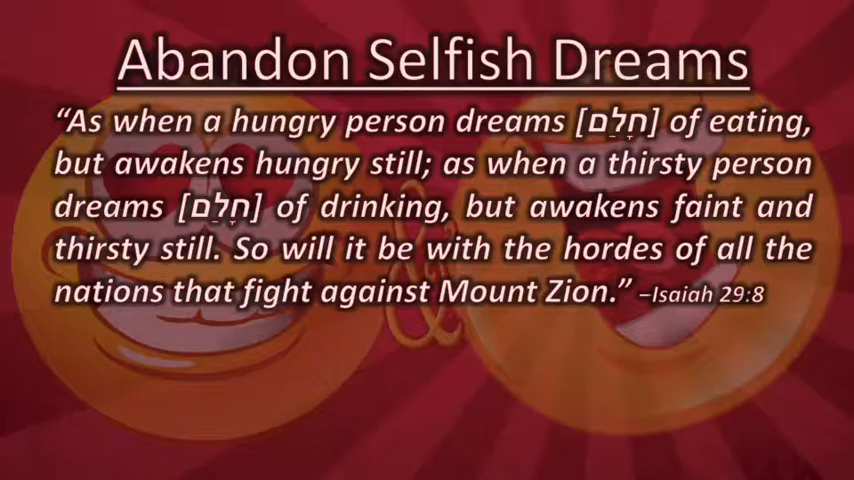 Abandon Selfish Dreams
“As when a hungry person dreams [חָלַם] of eating,
but awakens hungry still; as when a thirsty person
dreams [חָלַם] of drinking, but awakens faint and
thirsty still. So will it be with the hordes of all the
nations that fight against Mount Zion.” –Isaiah 29:8